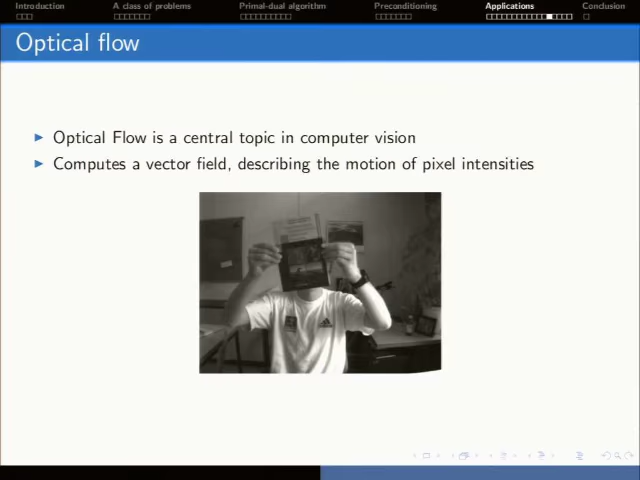 Introduction
A class of problems
Primal-dual algorithm
Preconditioning
Applications
Conclusion
Optical flow
Optical Flow is a central topic in computer vision
Computes a vector field, describing the motion of pixel intensities